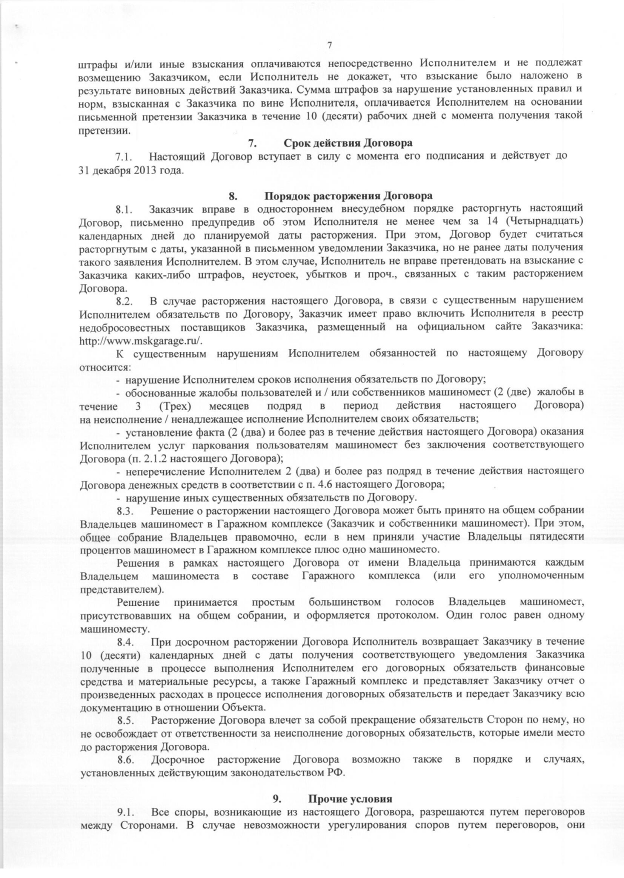 7
штрафы и/или иные взыскания оплачиваются непосредственно Исполнителем и не подлежат
возмещению Заказчиком, если Исполнитель не докажет, что взыскание было наложено в
результате виновных действий Заказчика. Сумма штрафов за нарушение установленных правил и
норм, взысканная с Заказчика по вине Исполнителя, оплачивается Исполнителем на основании
письменной претензии Заказчика в течение 10 (десяти) рабочих дней с момента получения такой
претензии.
7. Срок действия Договора
7.1. Настоящий Договор вступает в силу с момента его подписания и действует до
31 декабря 2013 года.
8. Порядок расторжения Договора
8.1. Заказчик вправе в одностороннем внесудебном порядке расторгнуть настоящий
Договор, письменно предупредив об этом Исполнителя не менее чем за 14 (Четырнадцать)
календарных дней до планируемой даты расторжения. При этом, Договор будет считаться
расторгнутым с даты, указанной в письменном уведомлении Заказчика, но не ранее даты получения
такого заявления Исполнителем. В этом случае, Исполнитель не вправе претендовать на взыскание с
Заказчика каких-либо штрафов, неустоек, убытков и проч., связанных с таким расторжением
Договора.
8.2. В случае расторжения настоящего Договора, в связи с существенным нарушением
Исполнителем обязательств по Договору, Заказчик имеет право включить Исполнителя в реестр
недобросовестных поставщиков Заказчика, размещенный на официальном сайте Заказчика:
http://www.mskgarage.ru/.
К существенным нарушениям Исполнителем обязанностей по настоящему Договору
относится:
- нарушение Исполнителем сроков исполнения обязательств по Договору;
- обоснованные жалобы пользователей и / или собственников машиномест (2 (две) жалобы в
течение 3 (Трех) месяцев подряд в период действия настоящего Договора)
на неисполнение / ненадлежащее исполнение Исполнителем своих обязательств;
- установление факта (2 (два) и более раз в течение действия настоящего Договора) оказания
Исполнителем услуг паркования пользователям машиномест без заключения соответствующего
Договора (п. 2.1.2 настоящего Договора);
- неперечисление Исполнителем 2 (два) и более раз подряд в течение действия настоящего
Договора денежных средств в соответствии с п. 4.6 настоящего Договора;
- нарушение иных существенных обязательств по Договору.
8.3. Решение о расторжении настоящего Договора может быть принято на общем собрании
Владельцев машиномест в Гаражном комплексе (Заказчик и собственники машиномест). При этом,
общее собрание Владельцев правомочно, если в нем приняли участие Владельцы пятидесяти
процентов машиномест в Гаражном комплексе плюс одно машиноместо.
Решения в рамках настоящего Договора от имени Владельца принимаются каждым
Владельцем машиноместа в составе Гаражного комплекса (или его уполномоченным
представителем).
Решение принимается простым большинством голосов Владельцев машиномест,
присутствовавших на общем собрании, и оформляется протоколом. Один голос равен одному
машиноместу.
8.4. При досрочном расторжении Договора Исполнитель возвращает Заказчику в течение
10 (десяти) календарных дней с даты получения соответствующего уведомления Заказчика
полученные в процессе выполнения Исполнителем его договорных обязательств финансовые
средства и материальные ресурсы, а также Гаражный комплекс и представляет Заказчику отчет о
произведенных расходах в процессе исполнения договорных обязательств и передает Заказчику всю
документацию в отношении Объекта.
8.5. Расторжение Договора влечет за собой прекращение обязательств Сторон по нему, но
не освобождает от ответственности за неисполнение договорных обязательств, которые имели место
до расторжения Договора.
8.6. Досрочное расторжение Договора возможно также в порядке и случаях,
установленных действующим законодательством РФ.
9. Прочие условия
9.1. Все споры, возникающие из настоящего Договора, разрешаются путем переговоров
между Сторонами. В случае невозможности урегулирования споров путем переговоров, они